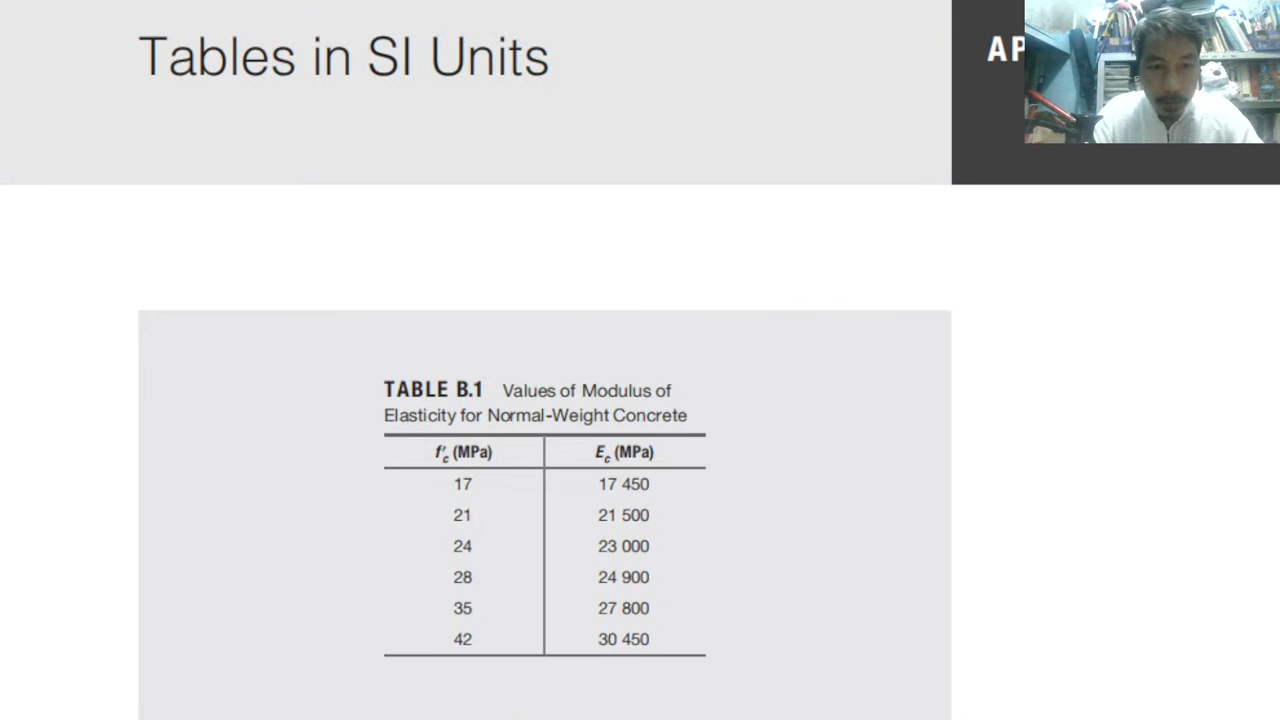 Tables in SI Units
AP
TABLE B.1 Values of Modulus of
Elasticity for Normal-Weight Concrete
f′c (MPa) Ec (MPa)
17 17 450
21 21 500
24 23 000
28 24 900
35 27 800
42 30 450